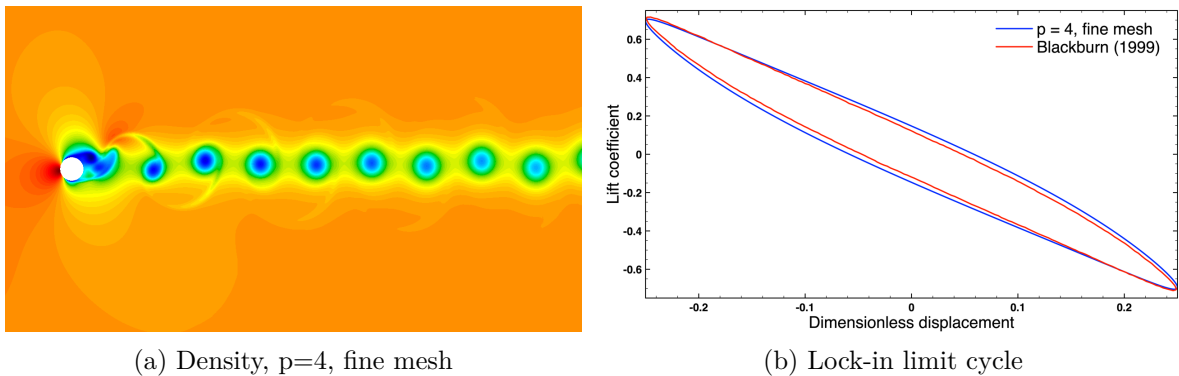 0.6
0.4
0.2
0
-0.2
-0.4
-0.6
Lift coefficient
p = 4, fine mesh
Blackburn (1999)
-0.2 -0.1 0 0.1 0.2
Dimensionless displacement
(a) Density, p=4, fine mesh
(b) Lock-in limit cycle